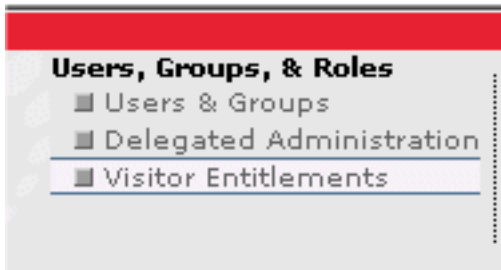 Users, Groups, & Roles
Users & Groups
Delegated Administration
Visitor Entitlements